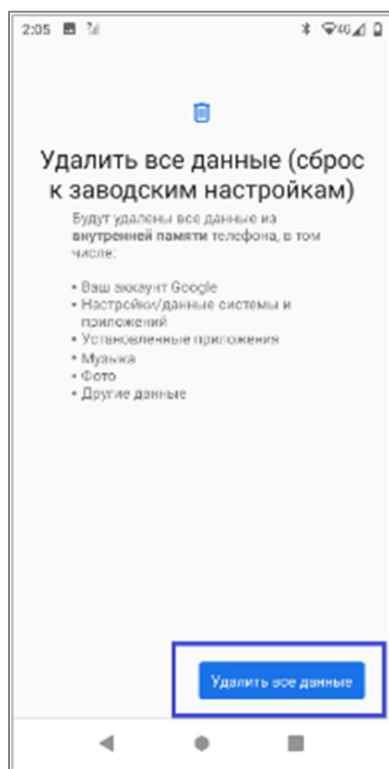 2:05 4G
Удалить все данные (сброс
к заводским настройкам)
Будут удалены все данные из
внутренней памяти телефона, в том
числе:
• Ваш аккаунт Google
• Настройки/данные системы и
приложений
• Установленные приложения
• Музыка
• Фото
• Другие данные
Удалить все данные